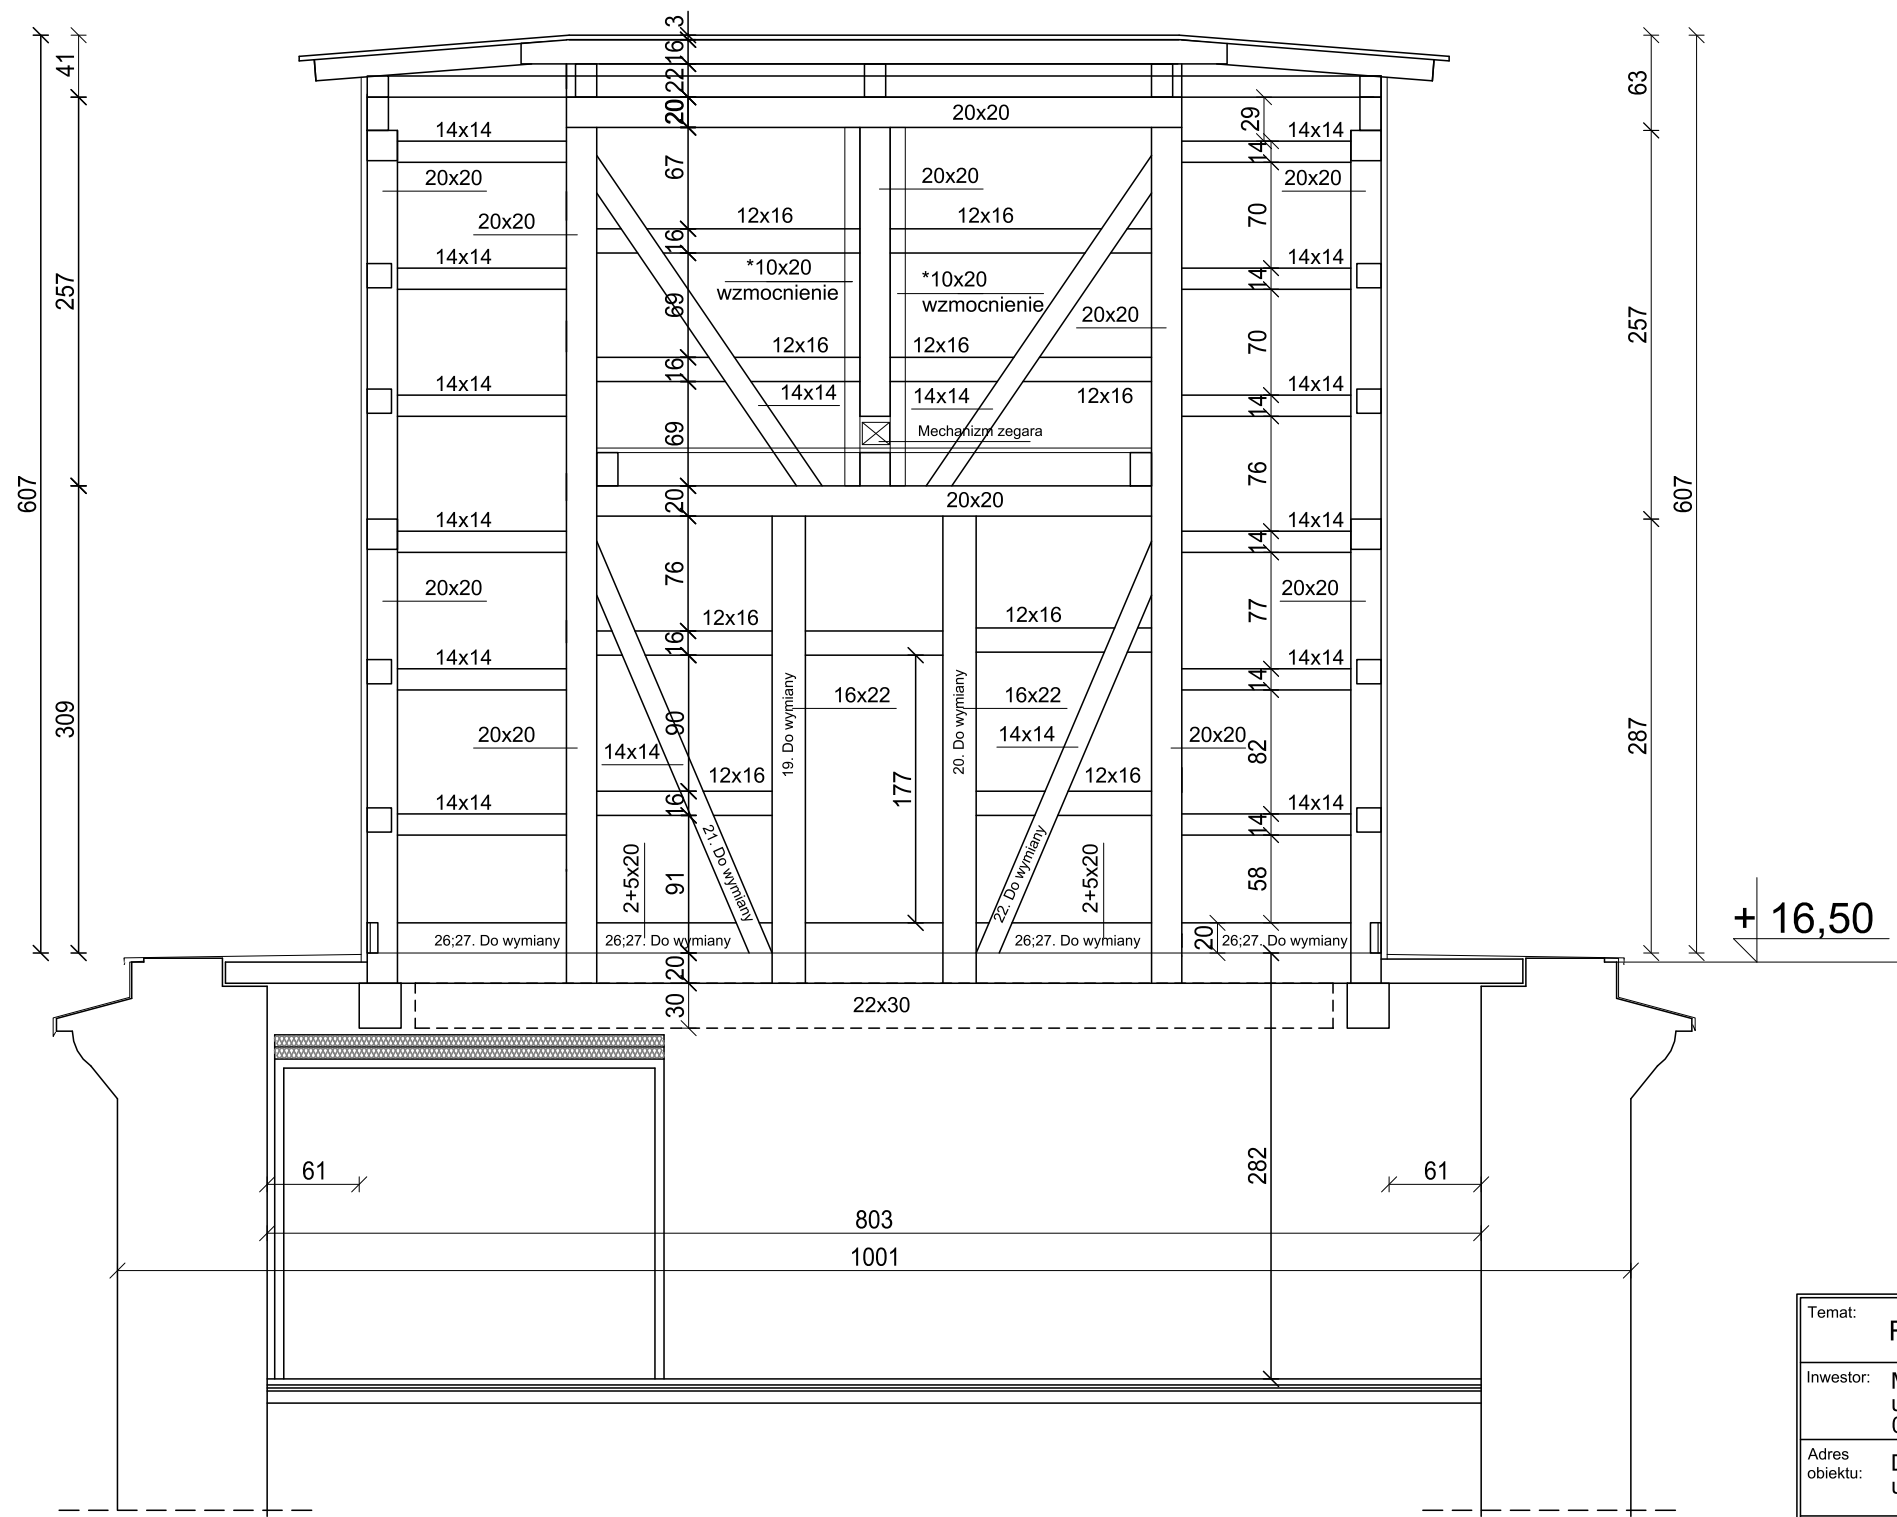 3
16
22
20
20
41
63
20x20
29
14x14
14x14
14
67
20x20
20x20
20x20
20x20
12x16
12x16
70
16
14x14
14x14
14
*10x20
wzmocnienie
*10x20
wzmocnienie
257
69
20x20
257
70
12x16
12x16
16
14x14
14x14
14x14
14x14
12x16
14
69
Mechanizm zegara
76
607
607
20
20x20
14x14
14x14
14
76
20x20
20x20
77
12x16
12x16
16
14x14
14x14
14
16x22
16x22
19. Do wymiany
20. Do wymiany
309
90
287
20x20
14x14
14x14
20x20
82
12x16
12x16
177
16
14x14
14x14
14
21. Do wymiany
22. Do wymiany
2+5x20
91
2+5x20
58
+ 16,50
26;27. Do wymiany
26;27. Do wymiany
26;27. Do wymiany
26;27. Do wymiany
20
20
30
22x30
61
282
61
803
1001
Temat:
Inwestor:
Adres
obiektu: